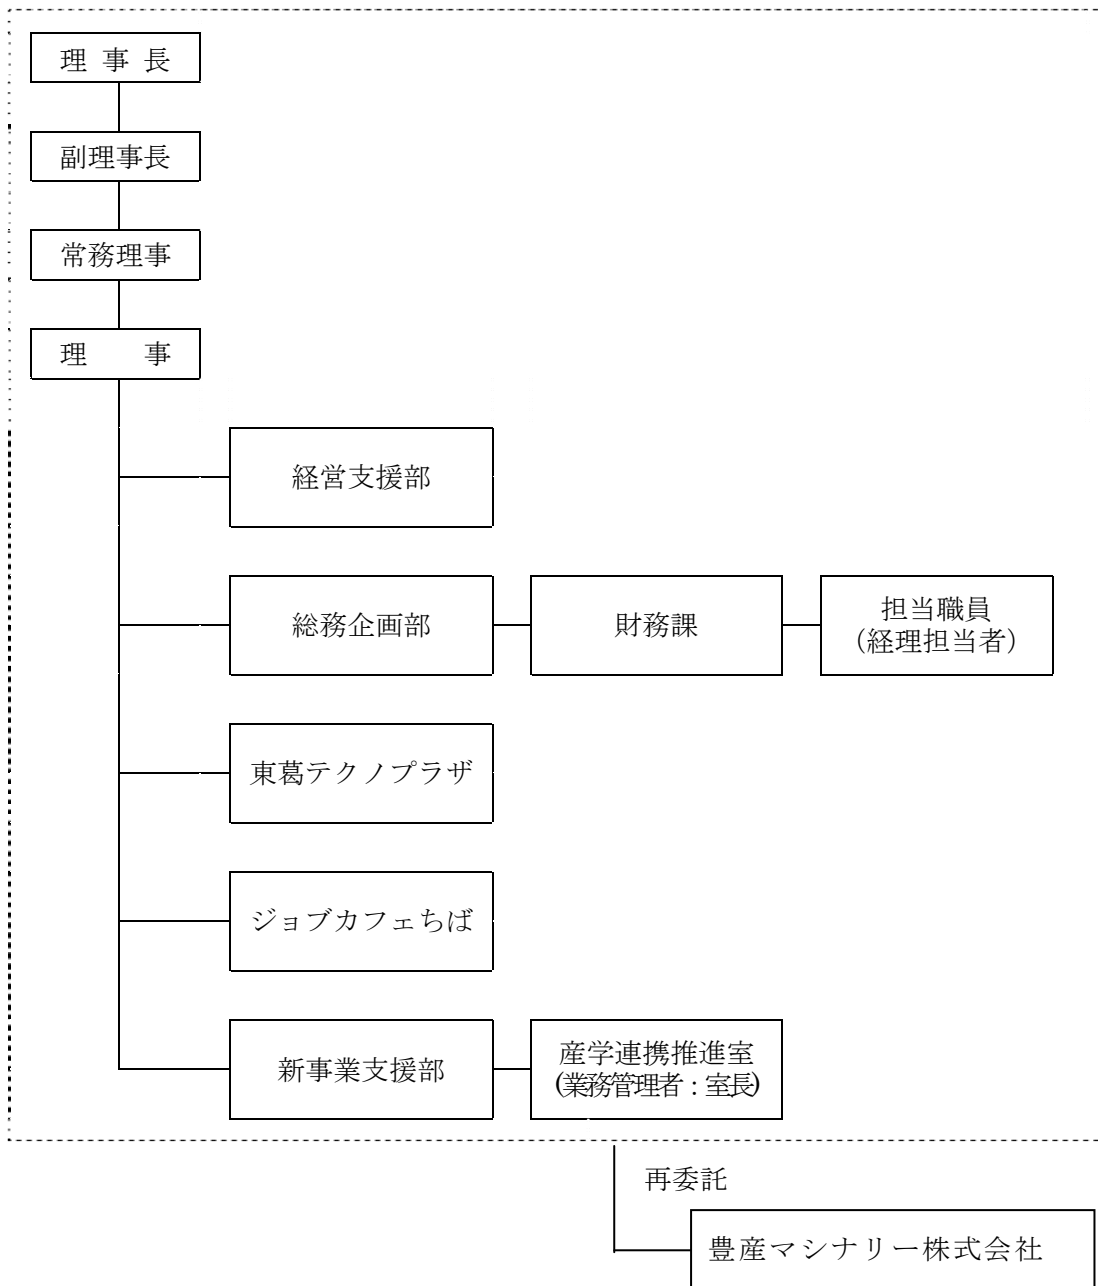 理事長
副理事長
常務理事
理　　事
経営支援部
総務企画部
財務課
担当職員
（経理担当者）
東葛テクノプラザ
ジョブカフェちば
新事業支援部
産学連携推進室
(業務管理者：室長)
再委託
豊産マシナリー株式会社